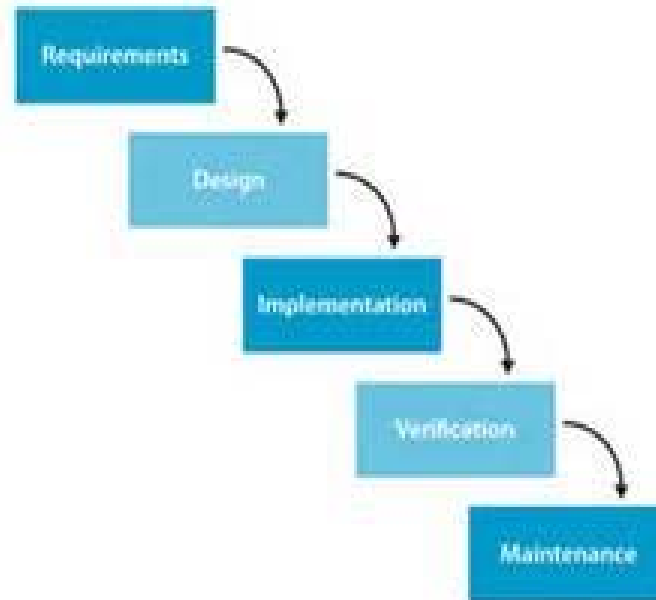 Requirements
Design
Implementation
Verification
Maintenance